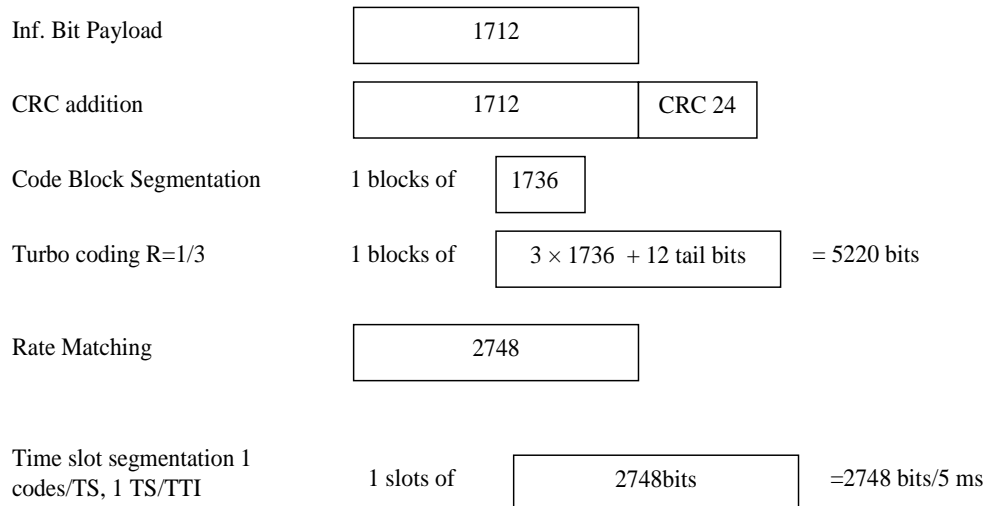 Inf. Bit Payload 1712
CRC addition 1712 CRC 24
Code Block Segmentation 1 blocks of 1736
Turbo coding R=1/3 1 blocks of 3 × 1736 + 12 tail bits = 5220 bits
Rate Matching 2748
Time slot segmentation 1
codes/TS, 1 TS/TTI 1 slots of 2748bits =2748 bits/5 ms